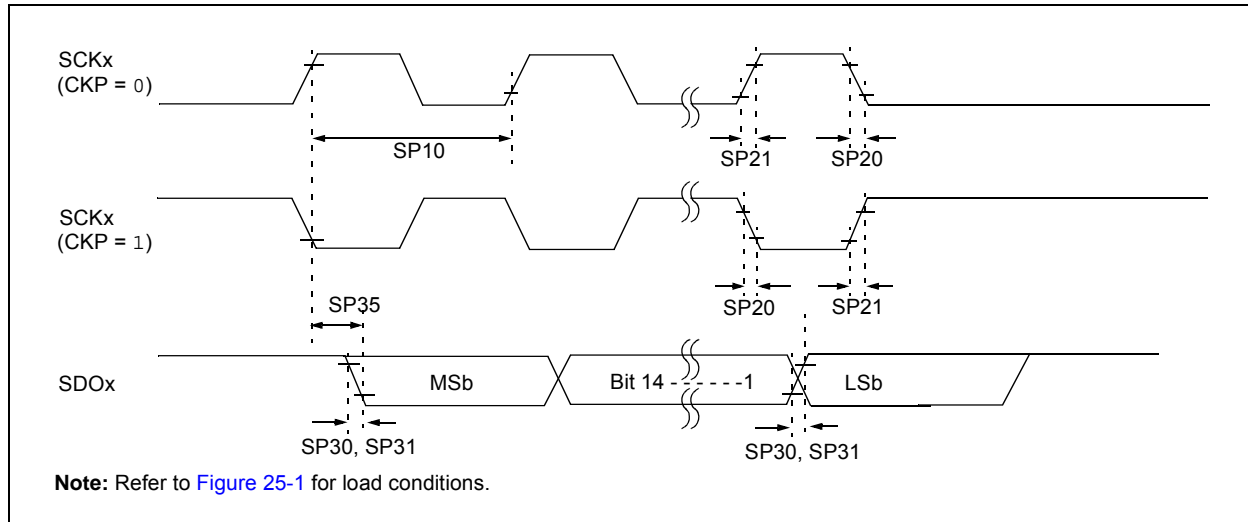 SCKx
(CKP = 0)
SP10
SP21
SP20
SCKx
(CKP = 1)
SP35
SP20
SP21
SDOx
MSb
Bit 14 - - - - - -1
LSb
SP30, SP31
SP30, SP31
Note: Refer to Figure 25-1 for load conditions.